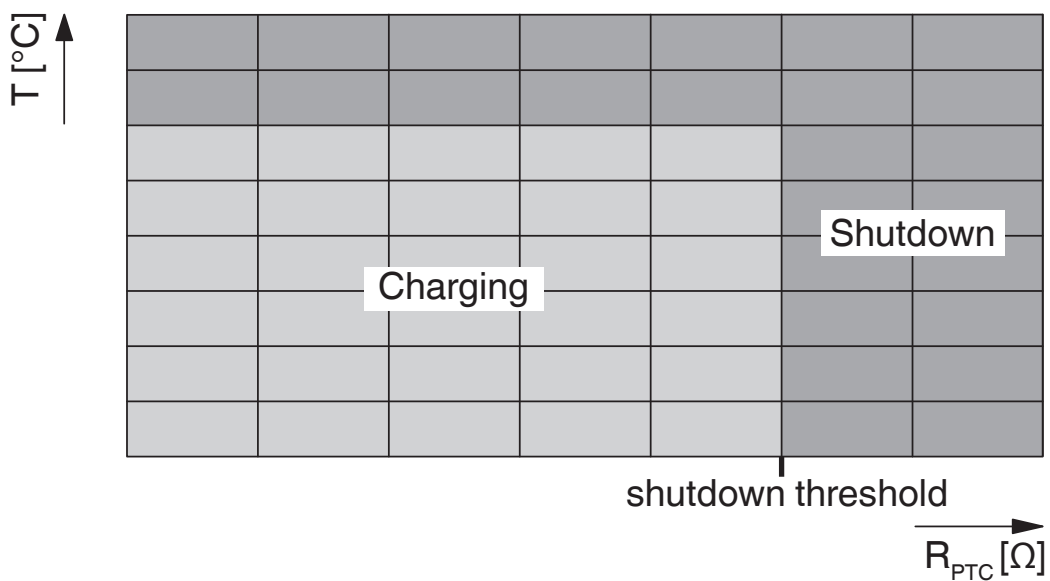 T [°C]
Shutdown
Charging
shutdown threshold
R_PTC [Ω]